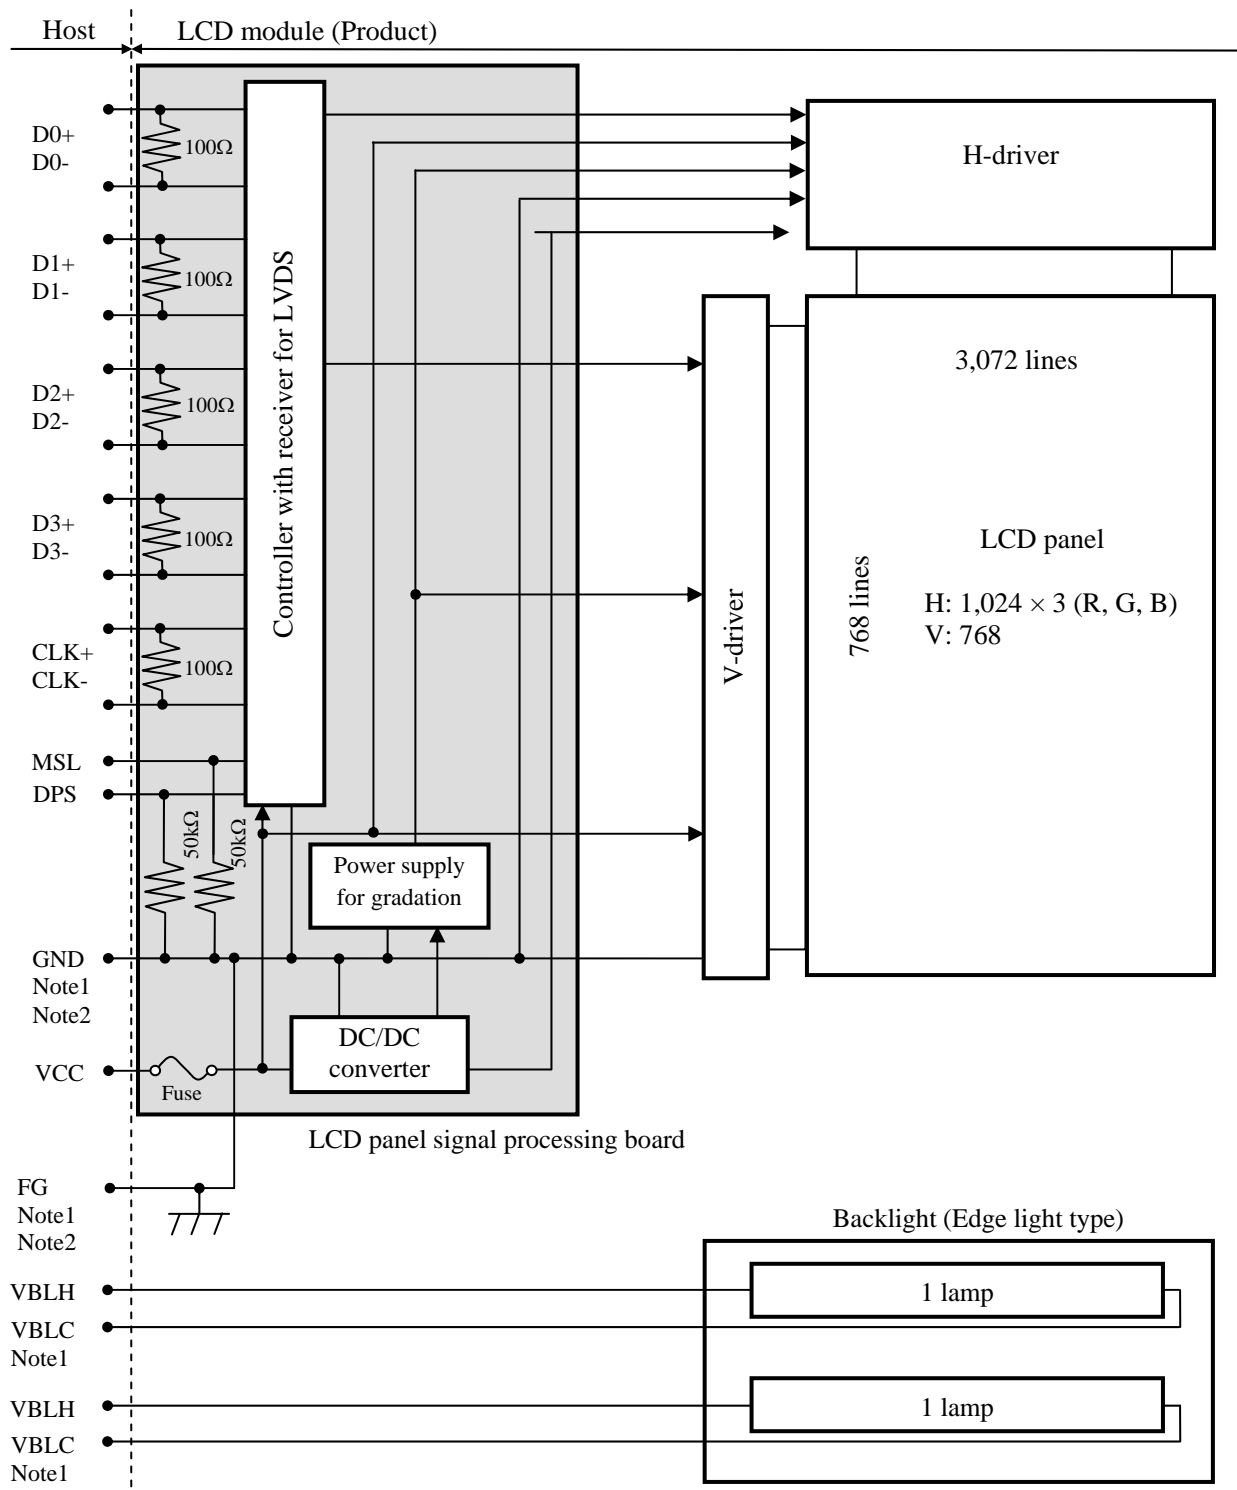 Host
LCD module (Product)
D0+
D0-
100Ω
D1+
D1-
100Ω
D2+
D2-
100Ω
D3+
D3-
100Ω
CLK+
CLK-
100Ω
MSL
DPS
50kΩ
50kΩ
Controller with receiver for LVDS
H-driver
V-driver
3,072 lines
768 lines
LCD panel
H: 1,024 × 3 (R, G, B)
V: 768
Power supply
for gradation
GND
Note1
Note2
DC/DC
converter
VCC
Fuse
LCD panel signal processing board
FG
Note1
Note2
Backlight (Edge light type)
VBLH
1 lamp
VBLC
Note1
VBLH
1 lamp
VBLC
Note1